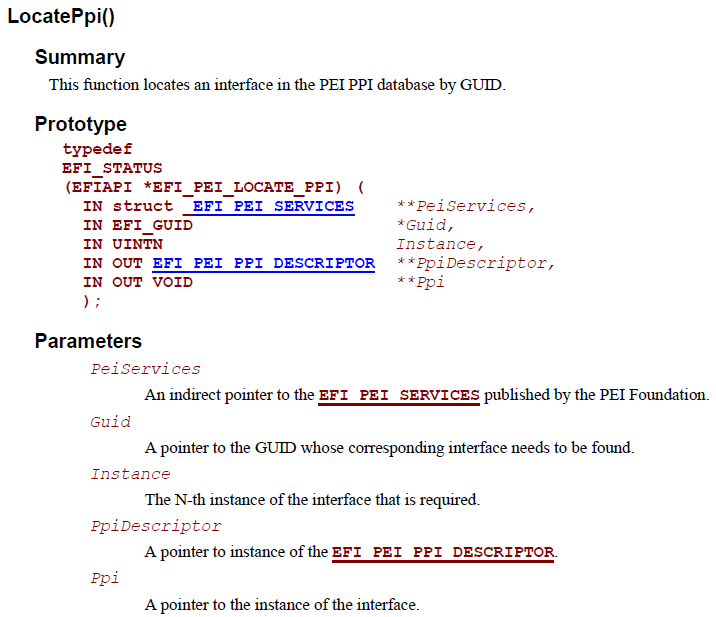 LocatePpi()
Summary
This function locates an interface in the PEI PPI database by GUID.
Prototype
typedef
EFI_STATUS
(EFIAPI *EFI_PEI_LOCATE_PPI) (
IN struct _EFI_PEI_SERVICES **PeiServices,
IN EFI_GUID *Guid,
IN UINTN Instance,
IN OUT EFI_PEI_PPI_DESCRIPTOR **PpiDescriptor,
IN OUT VOID **Ppi
);
Parameters
PeiServices
An indirect pointer to the EFI_PEI_SERVICES published by the PEI Foundation.
Guid
A pointer to the GUID whose corresponding interface needs to be found.
Instance
The N-th instance of the interface that is required.
PpiDescriptor
A pointer to instance of the EFI_PEI_PPI_DESCRIPTOR.
Ppi
A pointer to the instance of the interface.